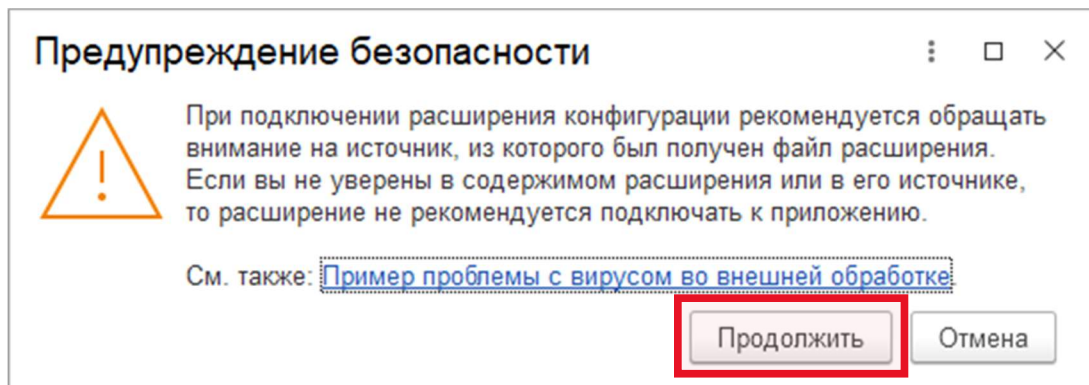 Предупреждение безопасности
При подключении расширения конфигурации рекомендуется обращать
внимание на источник, из которого был получен файл расширения.
Если вы не уверены в содержимом расширения или в его источнике,
то расширение не рекомендуется подключать к приложению.
См. также: Пример проблемы с вирусом во внешней обработке.
Продолжить Отмена